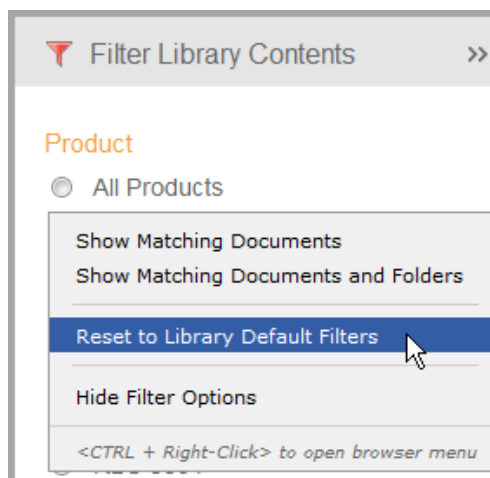 Filter Library Contents »
Product
All Products
Show Matching Documents
Show Matching Documents and Folders
Reset to Library Default Filters
Hide Filter Options
<CTRL + Right-Click> to open browser menu